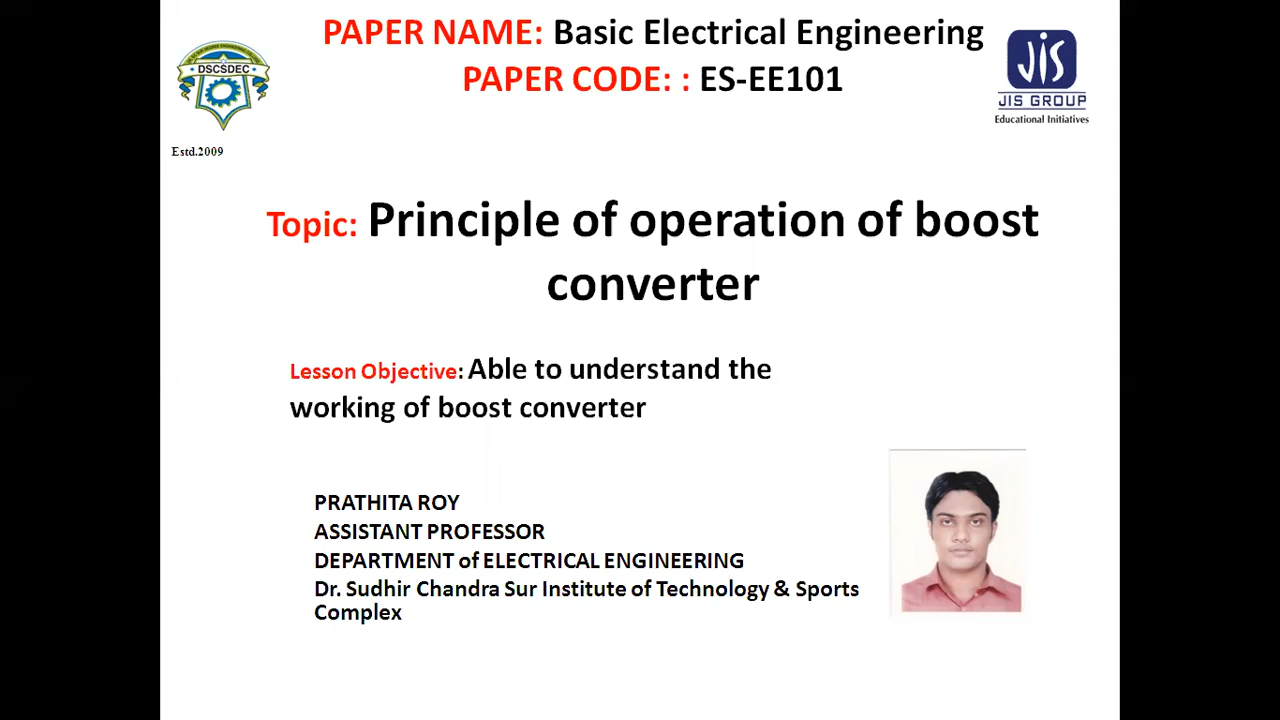 PAPER NAME: Basic Electrical Engineering
PAPER CODE: : ES-EE101
DSCSDEC
JIS
JIS GROUP
Educational Initiatives
Estd.2009
Topic: Principle of operation of boost
converter
Lesson Objective: Able to understand the
working of boost converter
PRATHITA ROY
ASSISTANT PROFESSOR
DEPARTMENT of ELECTRICAL ENGINEERING
Dr. Sudhir Chandra Sur Institute of Technology & Sports
Complex